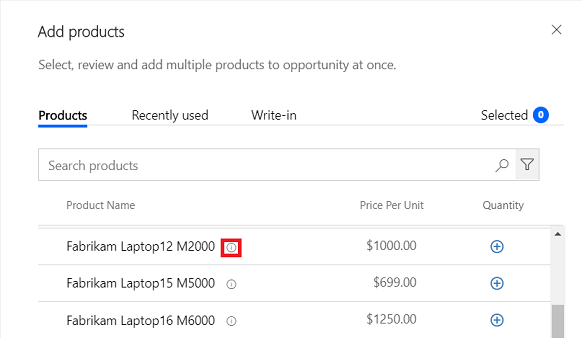 Add products
Select, review and add multiple products to opportunity at once.
Products Recently used Write-in Selected 0
Search products
Product Name Price Per Unit Quantity
Fabrikam Laptop12 M2000 $1000.00
Fabrikam Laptop15 M5000 $699.00
Fabrikam Laptop16 M6000 $1250.00